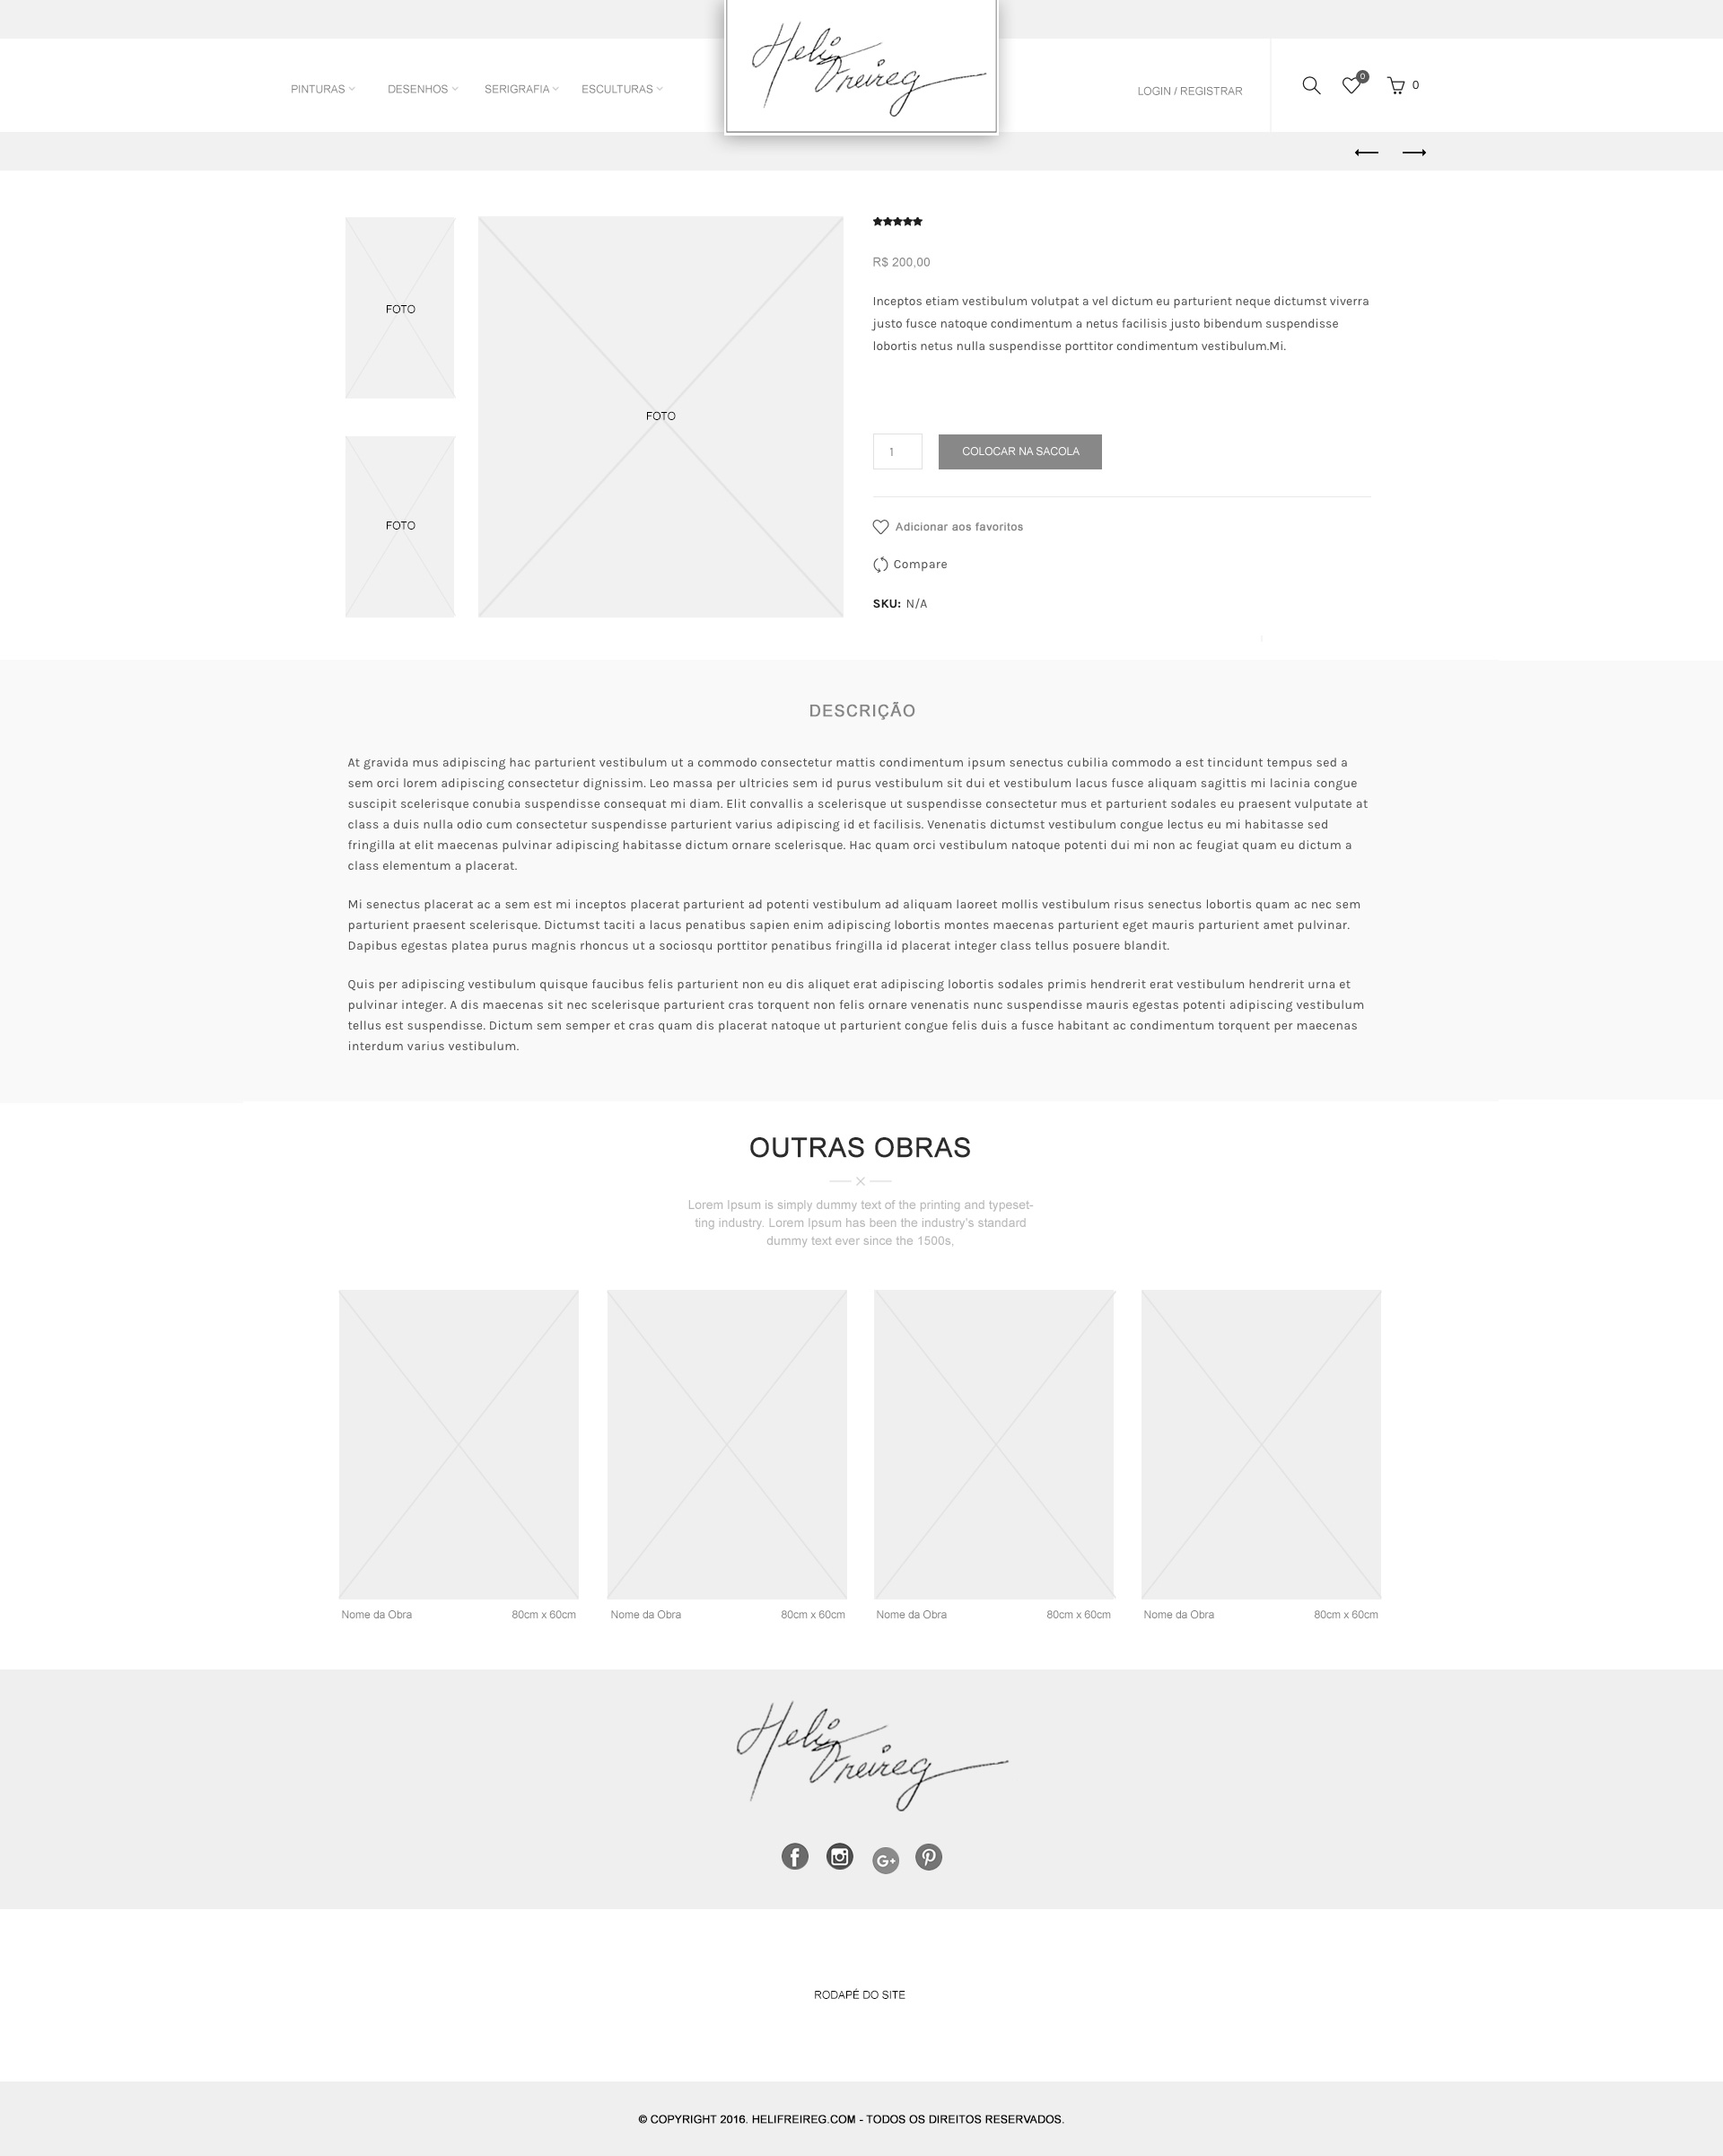 Heli Freireg
PINTURAS
DESENHOS
SERIGRAFIA
ESCULTURAS
LOGIN / REGISTRAR
0
0
R$ 200,00
Inceptos etiam vestibulum volutpat a vel dictum eu parturient neque dictumst viverra
justo fusce natoque condimentum a netus facilisis justo bibendum suspendisse
lobortis netus nulla suspendisse porttitor condimentum vestibulum.Mi.
FOTO
FOTO
FOTO
1
COLOCAR NA SACOLA
Adicionar aos favoritos
Compare
SKU: N/A
DESCRIÇÃO
At gravida mus adipiscing hac parturient vestibulum ut a commodo consectetur mattis condimentum ipsum senectus cubilia commodo a est tincidunt tempus sed a
sem orci lorem adipiscing consectetur dignissim. Leo massa per ultricies sem id purus vestibulum sit dui et vestibulum lacus fusce aliquam sagittis mi lacinia congue
suscipit scelerisque conubia suspendisse consequat mi diam. Elit convallis a scelerisque ut suspendisse consectetur mus et parturient sodales eu praesent vulputate at
class a duis nulla odio cum consectetur suspendisse parturient varius adipiscing id et facilisis. Venenatis dictumst vestibulum congue lectus eu mi habitasse sed
fringilla at elit maecenas pulvinar adipiscing habitasse dictum ornare scelerisque. Hac quam orci vestibulum natoque potenti dui mi non ac feugiat quam eu dictum a
class elementum a placerat.
Mi senectus placerat ac a sem est mi inceptos placerat parturient ad potenti vestibulum ad aliquam laoreet mollis vestibulum risus senectus lobortis quam ac nec sem
parturient praesent scelerisque. Dictumst taciti a lacus penatibus sapien enim adipiscing lobortis montes maecenas parturient eget mauris parturient amet pulvinar.
Dapibus egestas platea purus magnis rhoncus ut a sociosqu porttitor penatibus fringilla id placerat integer class tellus posuere blandit.
Quis per adipiscing vestibulum quisque faucibus felis parturient non eu dis aliquet erat adipiscing lobortis sodales primis hendrerit erat vestibulum hendrerit urna et
pulvinar integer. A dis maecenas sit nec scelerisque parturient cras torquent non felis ornare venenatis nunc suspendisse mauris egestas potenti adipiscing vestibulum
tellus est suspendisse. Dictum sem semper et cras quam dis placerat natoque ut parturient congue felis duis a fusce habitant ac condimentum torquent per maecenas
interdum varius vestibulum.
OUTRAS OBRAS
Lorem Ipsum is simply dummy text of the printing and typeset-
ting industry. Lorem Ipsum has been the industry's standard
dummy text ever since the 1500s,
Nome da Obra 80cm x 60cm
Nome da Obra 80cm x 60cm
Nome da Obra 80cm x 60cm
Nome da Obra 80cm x 60cm
Heli Freireg
RODAPÉ DO SITE
© COPYRIGHT 2016. HELIFREIREG.COM - TODOS OS DIREITOS RESERVADOS.